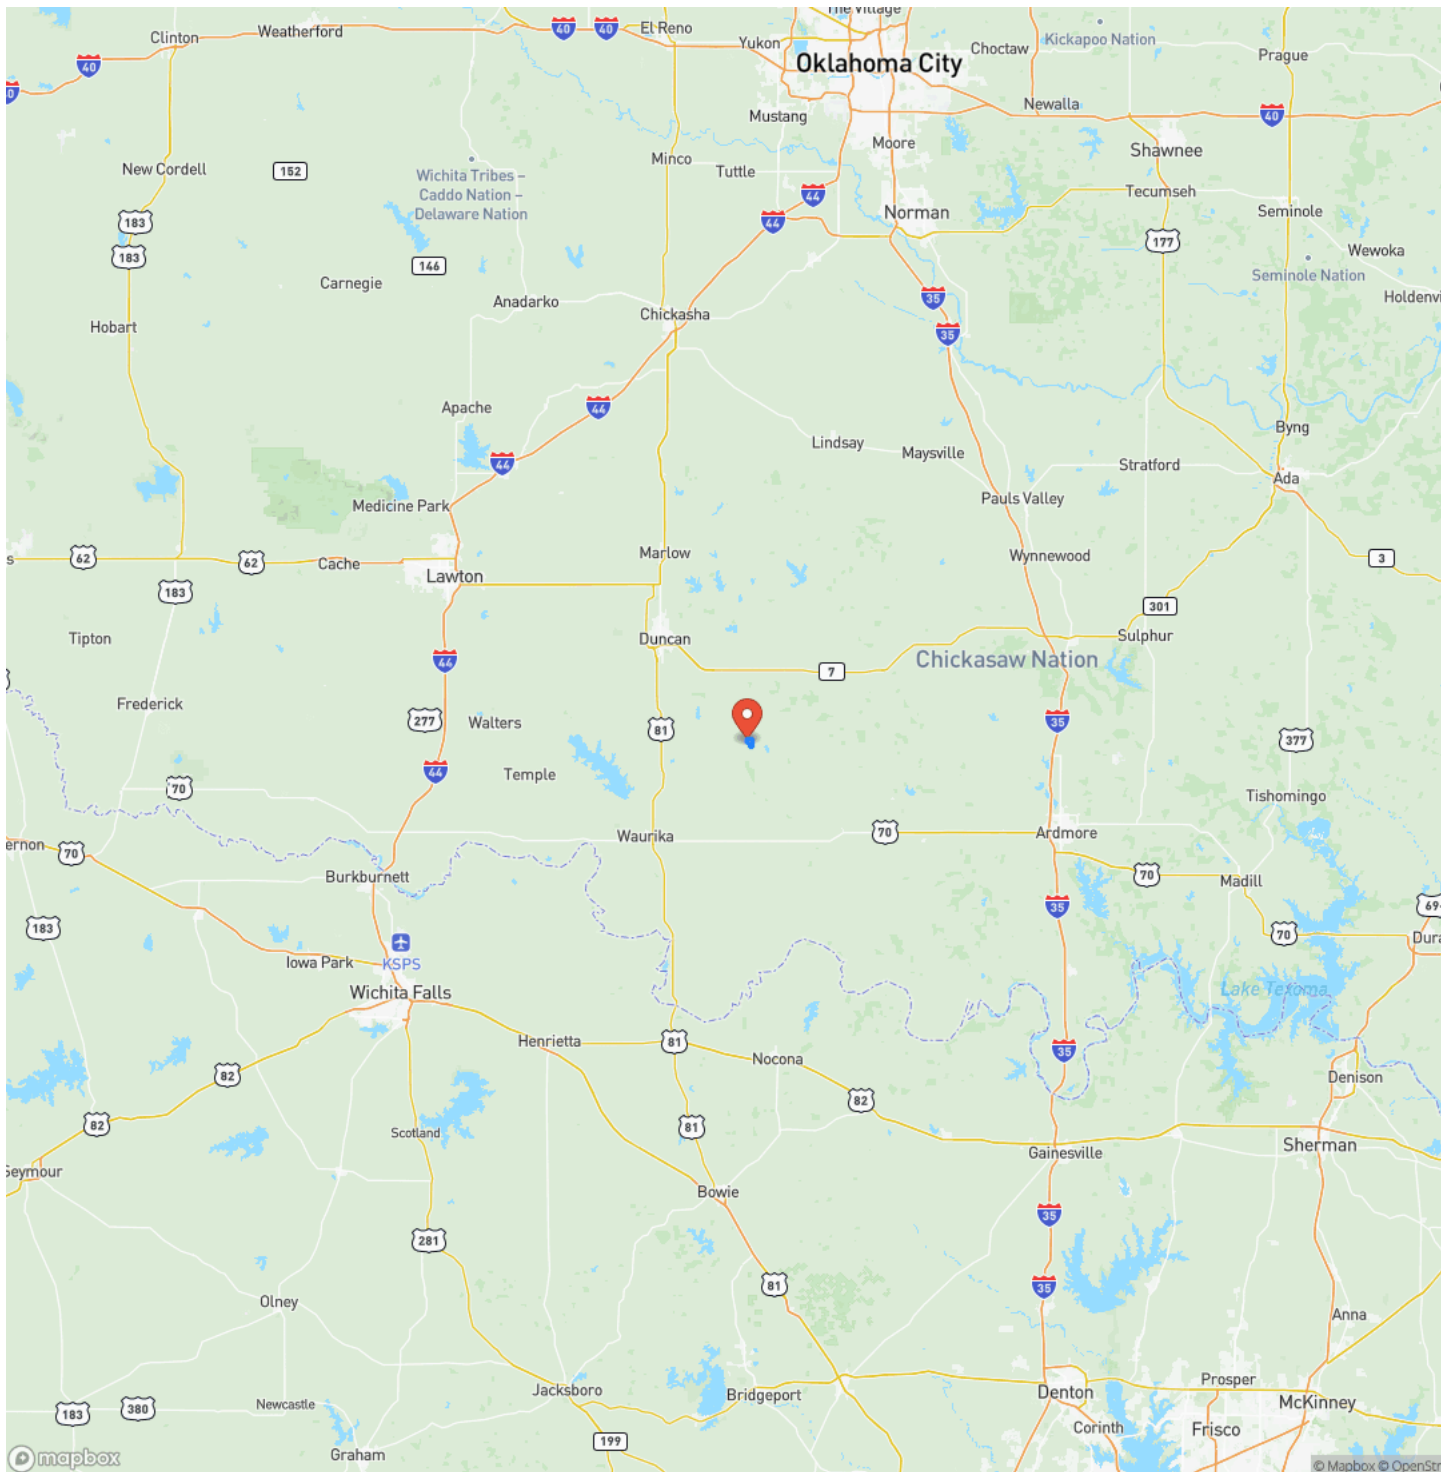 The Village
Clinton
Weatherford
40
40
El Reno
Yukon
Choctaw
Kickapoo Nation
Prague
40
Oklahoma City
Newalla
Mustang
40
Moore
Shawnee
Minco
Tuttle
New Cordell
152
Wichita Tribes –
Caddo Nation –
Delaware Nation
44
Tecumseh
Norman
Seminole
183
44
177
Wewoka
183
146
Seminole Nation
Carnegie
Anadarko
35
Holdenvi
Hobart
Chickasha
35
Apache
44
Lindsay
Maysville
Byng
44
Stratford
Ada
Medicine Park
Pauls Valley
62
62
Cache
Marlow
Wynnewood
3
Lawton
183
301
Tipton
Duncan
Sulphur
44
Chickasaw Nation
7
Frederick
277
Walters
81
35
377
44
Temple
70
Tishomingo
Waurika
70
Ardmore
ernon
70
Burkburnett
70
Madill
183
35
69
70
Dura
KSPS
Iowa Park
Wichita Falls
Lake Texoma
Henrietta
81
Nocona
35
82
Denison
82
82
81
Scotland
Gainesville
Sherman
Seymour
Bowie
35
281
81
35
Olney
Anna
Jacksboro
Bridgeport
Denton
Prosper
McKinney
183
380
Newcastle
Corinth
Frisco
199
Graham
mapbox
© Mapbox © OpenStr